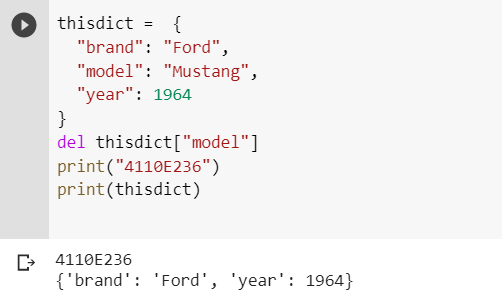 thisdict =  {
  "brand": "Ford",
  "model": "Mustang",
  "year": 1964
}
del thisdict["model"]
print("4110E236")
print(thisdict)
4110E236
{'brand': 'Ford', 'year': 1964}